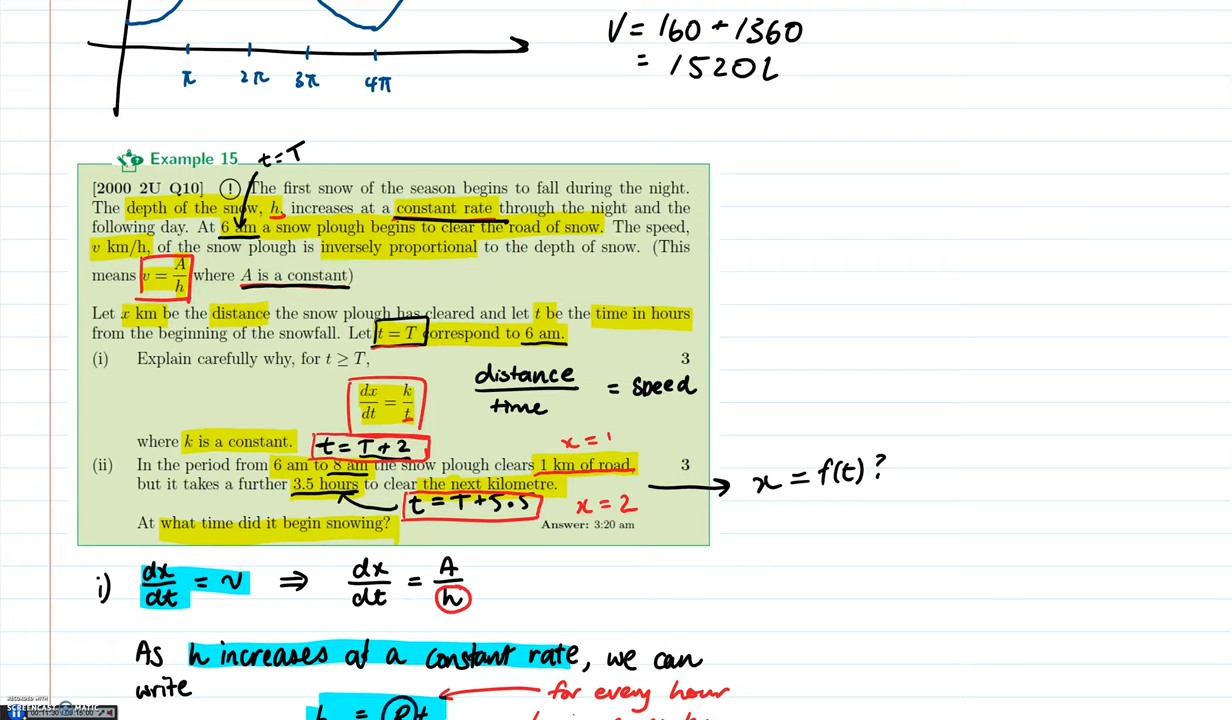 V = 160 + 1360
= 1520L
π 2π 3π 4π
Example 15
t = T
[2000 2U Q10] ! The first snow of the season begins to fall during the night.
The depth of the snow, h, increases at a constant rate through the night and the
following day. At 6 am a snow plough begins to clear the road of snow. The speed,
v km/h, of the snow plough is inversely proportional to the depth of snow. (This
means v = A/h where A is a constant)
Let x km be the distance the snow plough has cleared and let t be the time in hours
from the beginning of the snowfall. Let t = T correspond to 6 am.
(i) Explain carefully why, for t ≥ T, 3
dx/dt = k/t
distance/time = speed
where k is a constant.
t = T + 2
x = 1
(ii) In the period from 6 am to 8 am the snow plough clears 1 km of road 3
but it takes a further 3.5 hours to clear the next kilometre.
x = f(t)?
t = T + 5.5
x = 2
At what time did it begin snowing? Answer: 3:20 am
i) dx/dt = v ⇒ dx/dt = A/h
As h increases at a constant rate, we can
write
for every hour
RECORDED WITH
SCREENCAST MATIC